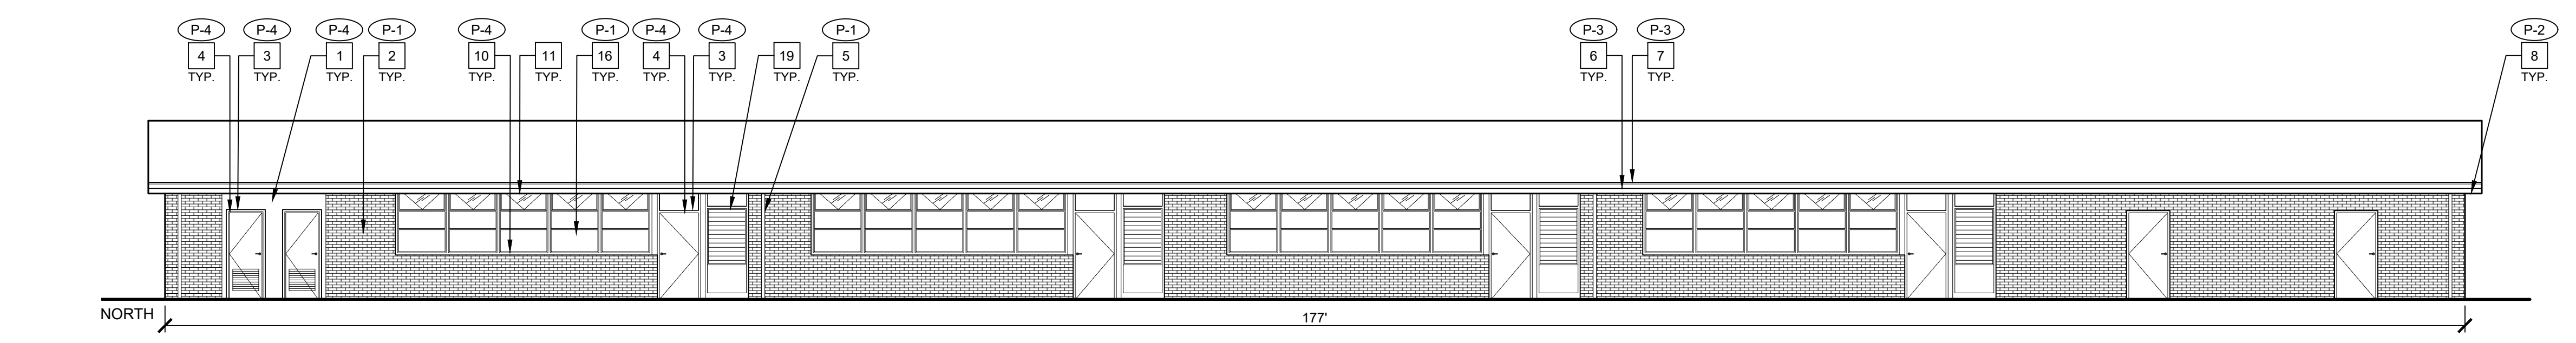 P-4 P-4 P-4 P-1 P-4 P-1 P-4 P-4 P-1 P-3 P-3 P-2
4 3 1 2 10 11 16 4 3 19 5 6 7 8
TYP. TYP. TYP. TYP. TYP. TYP. TYP. TYP. TYP. TYP. TYP. TYP. TYP. TYP.
NORTH
177'